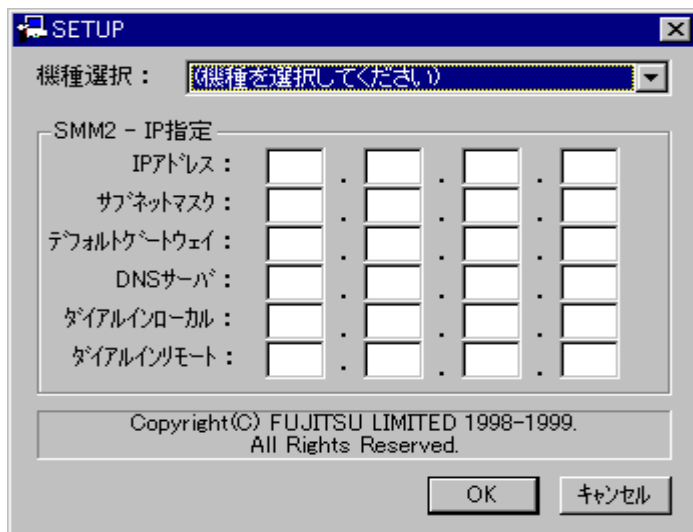 SETUP
機種選択： (機種を選択してください)
SMM2 - IP指定
IPｱﾄﾞﾚｽ：
ｻﾌﾞﾈｯﾄﾏｽｸ：
ﾃﾞﾌｫﾙﾄｹﾞｰﾄｳｪｲ：
DNSｻｰﾊﾞ：
ﾀﾞｲｱﾙｲﾝﾛｰｶﾙ：
ﾀﾞｲｱﾙｲﾝﾘﾓｰﾄ：
Copyright(C) FUJITSU LIMITED 1998-1999.
All Rights Reserved.
OK ｷｬﾝｾﾙ